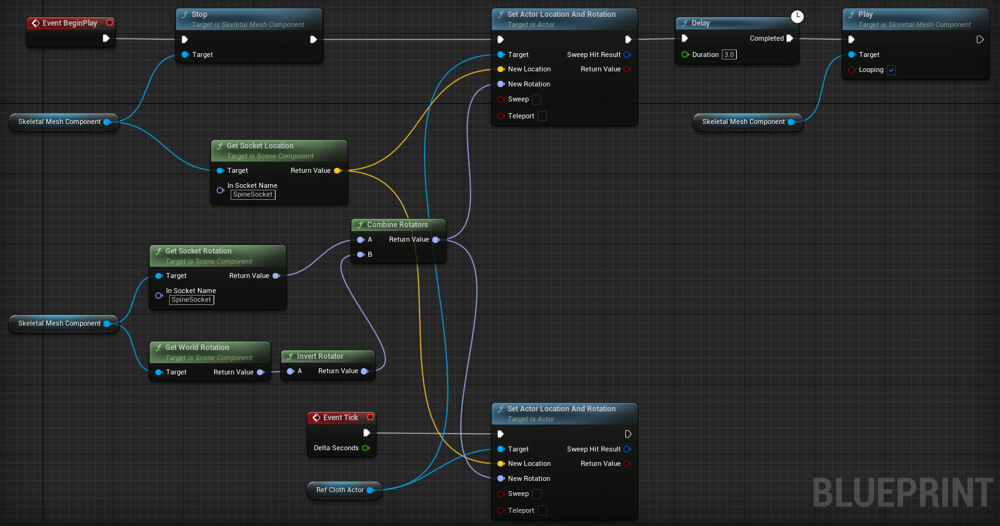 Event BeginPlay
Stop
Target is Skeletal Mesh Component
Target
Set Actor Location And Rotation
Target is Actor
Target
Sweep Hit Result
New Location
Return Value
New Rotation
Sweep
Teleport
Delay
Completed
Duration 3.0
Play
Target is Skeletal Mesh Component
Target
Looping
Skeletal Mesh Component
Skeletal Mesh Component
Get Socket Location
Target is Scene Component
Target
Return Value
In Socket Name
SpineSocket
Combine Rotators
A
Return Value
B
Get Socket Rotation
Target is Scene Component
Target
Return Value
In Socket Name
SpineSocket
Skeletal Mesh Component
Get World Rotation
Target is Scene Component
Target
Return Value
Invert Rotator
A
Return Value
Event Tick
Delta Seconds
Ref Cloth Actor
Set Actor Location And Rotation
Target is Actor
Target
Sweep Hit Result
New Location
Return Value
New Rotation
Sweep
Teleport
BLUEPRINT